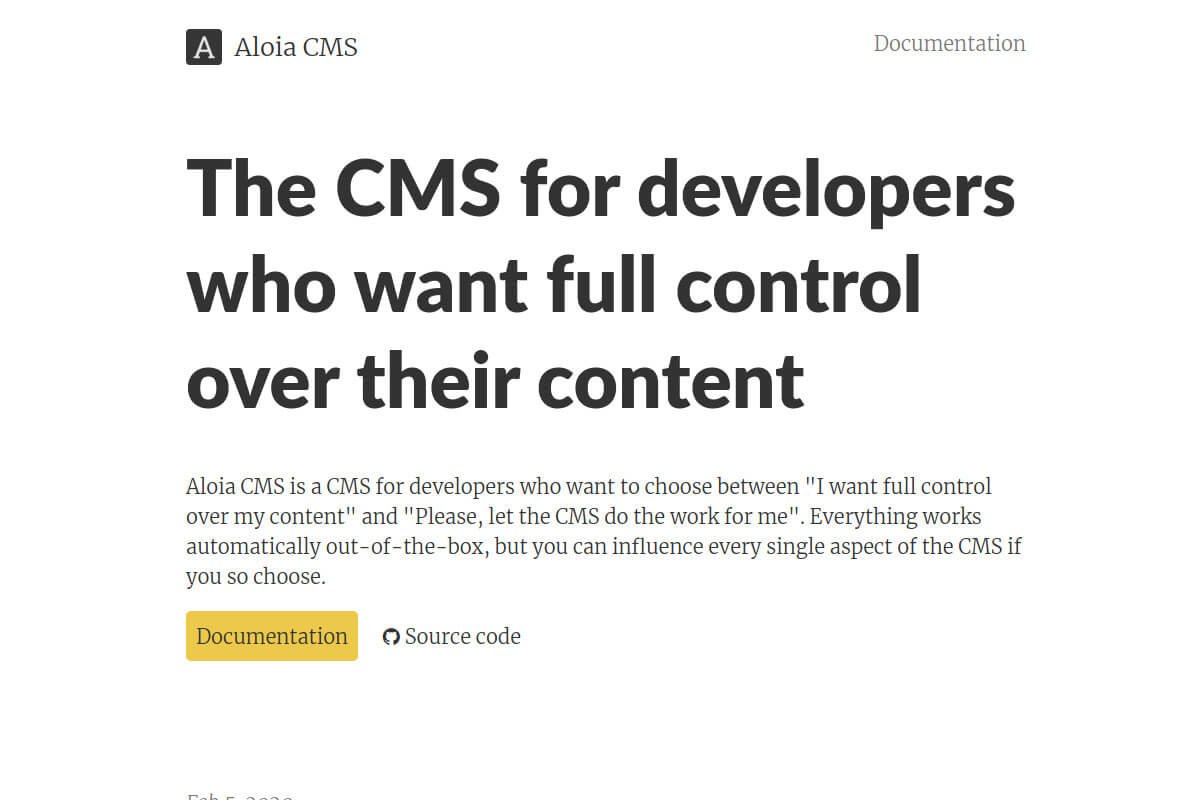 A Aloia CMS
Documentation
The CMS for developers
who want full control
over their content
Aloia CMS is a CMS for developers who want to choose between "I want full control
over my content" and "Please, let the CMS do the work for me". Everything works
automatically out-of-the-box, but you can influence every single aspect of the CMS if
you so choose.
Documentation
Source code
Feb 5, 2020